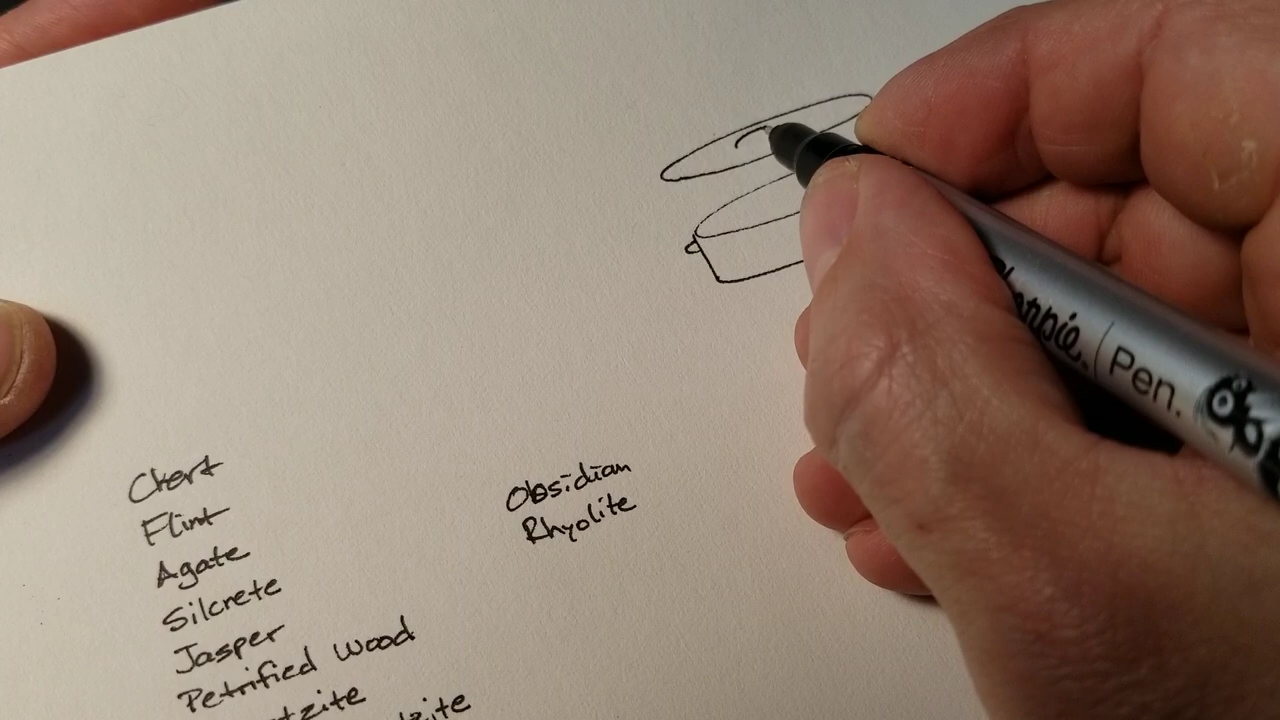 Chert
Flint
Agate
Silcrete
Jasper
Petrified Wood
Obsidian
Rhyolite
Sharpie.
Pen.